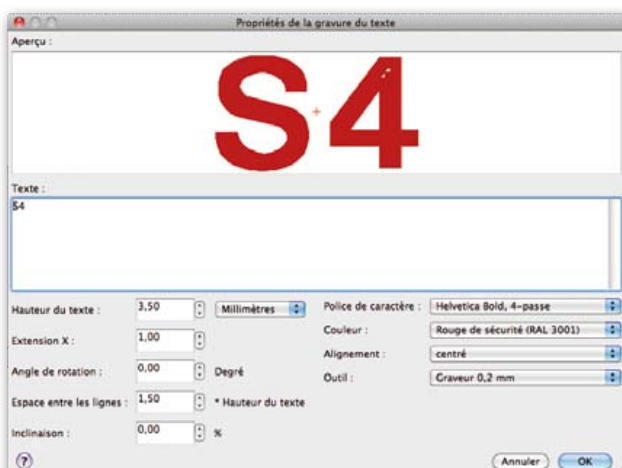 Propriétés de la gravure du texte
Aperçu :
S4
Texte :
S4
Hauteur du texte : 3,50 Millimètres
Extension X : 1,00
Angle de rotation : 0,00 Degré
Espace entre les lignes : 1,50 * Hauteur du texte
Inclinaison : 0,00 %
Police de caractère : Helvetica Bold, 4-passe
Couleur : Rouge de sécurité (RAL 3001)
Alignement : centré
Outil : Graveur 0,2 mm
? Annuler OK